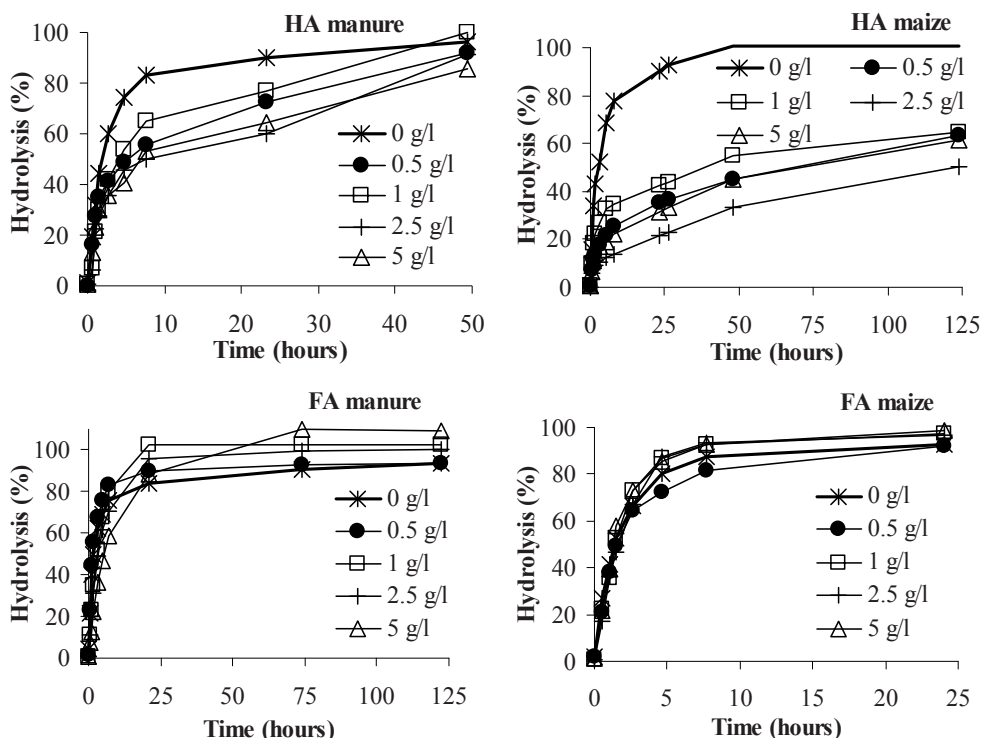 HA manure
Hydrolysis (%)
100
80
60
40
20
0
0 g/l
0.5 g/l
1 g/l
2.5 g/l
5 g/l
0 10 20 30 40 50
Time (hours)
HA maize
Hydrolysis (%)
100
80
60
40
20
0
0 g/l 0.5 g/l
1 g/l 2.5 g/l
5 g/l
0 25 50 75 100 125
Time (hours)
FA manure
Hydrolysis (%)
100
80
60
40
20
0
0 g/l
0.5 g/l
1 g/l
2.5 g/l
5 g/l
0 25 50 75 100 125
Time (hours)
FA maize
Hydrolysis (%)
100
80
60
40
20
0
0 g/l
0.5 g/l
1 g/l
2.5 g/l
5 g/l
0 5 10 15 20 25
Time (hours)